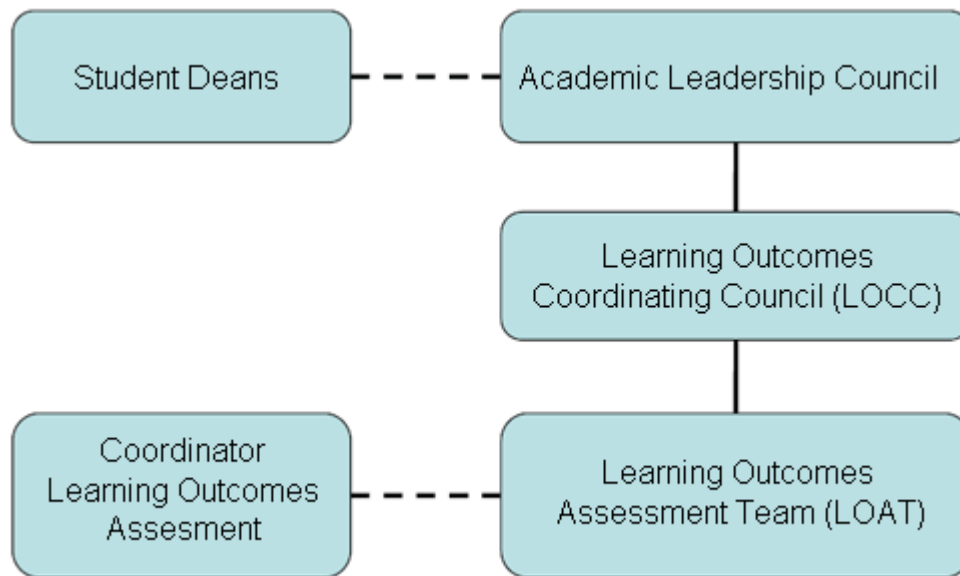 Student Deans
Academic Leadership Council
Learning Outcomes
Coordinating Council (LOCC)
Coordinator
Learning Outcomes
Assesment
Learning Outcomes
Assessment Team (LOAT)